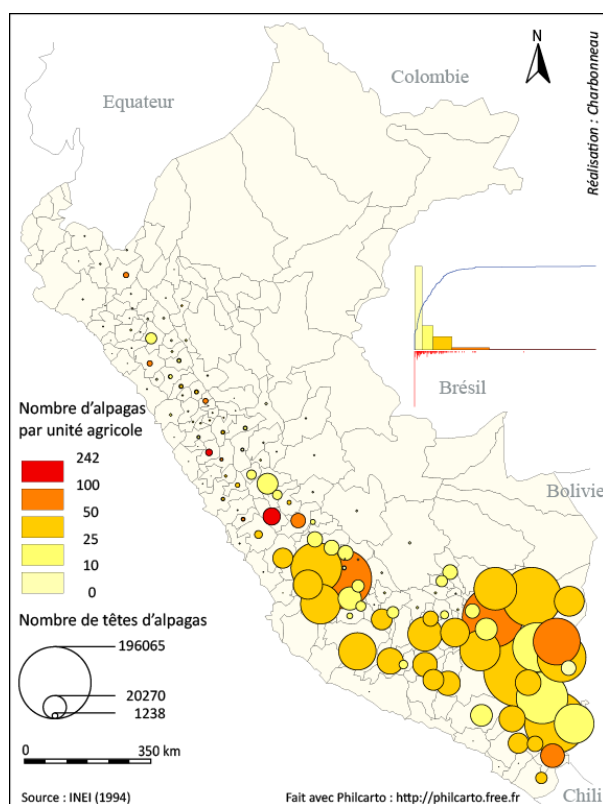 N
Colombie
Equateur
Réalisation : Charbonneau
Brésil
Nombre d'alpagas
par unité agricole
242
100
50
25
10
0
Bolivie
Nombre de têtes d'alpagas
196065
20270
1238
0 350 km
Chili
Source : INEI (1994) Fait avec Philcarto : http://philcarto.free.fr